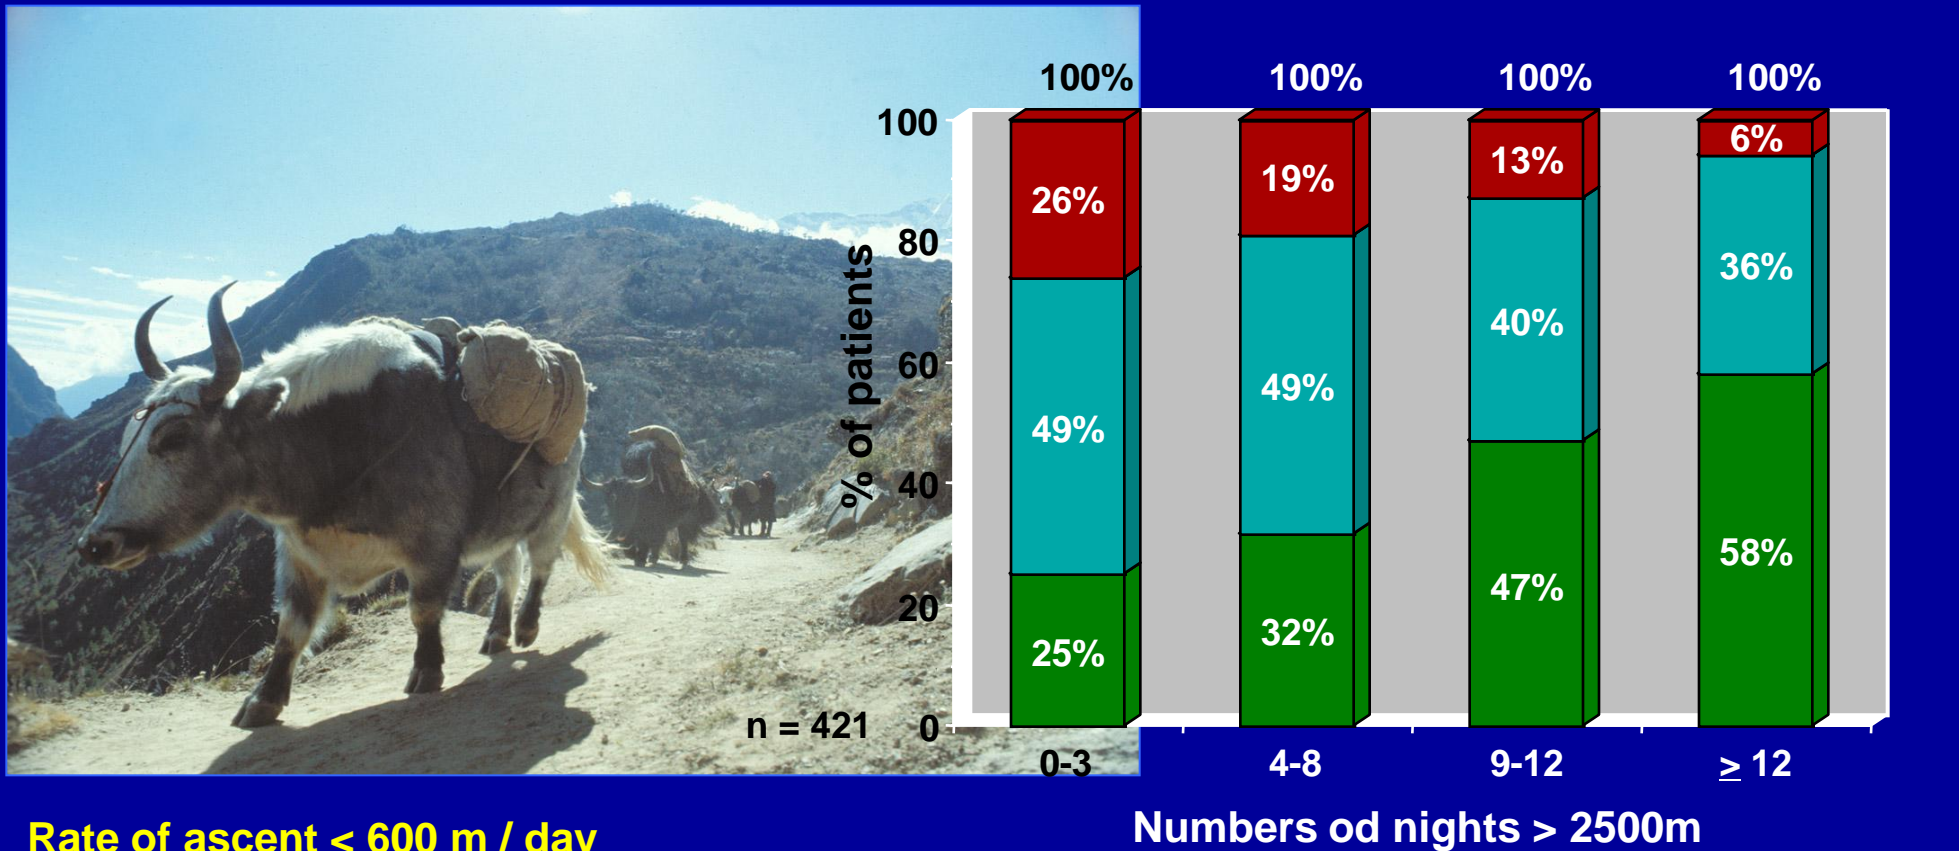 100% 100% 100% 100%
100
80
60
40
20
0
% of patients
26% 19% 13% 6%
49% 49% 40% 36%
25% 32% 47% 58%
n = 421
0-3 4-8 9-12 ≥ 12
Numbers od nights > 2500m
Rate of ascent < 600 m / day